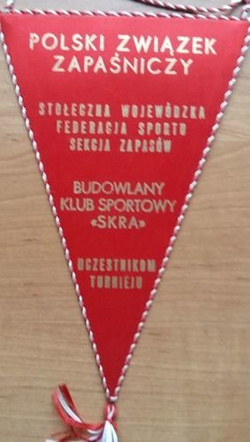 POLSKI ZWIĄZEK
ZAPAŚNICZY
STOŁECZNA WOJEWÓDZKA
FEDERACJA SPORTU
SEKCJA ZAPASÓW
BUDOWLANY
KLUB SPORTOWY
«SKRA»
UCZESTNIKOM
TURNIEJU